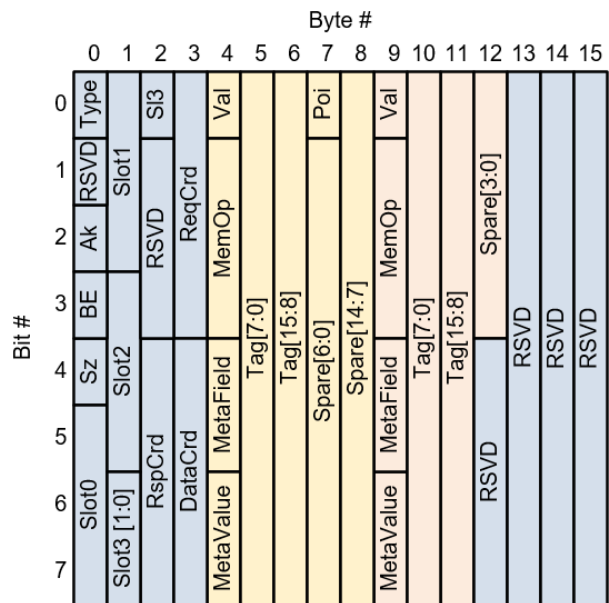 Byte #
0 1 2 3 4 5 6 7 8 9 10 11 12 13 14 15
Bit #
0
1
2
3
4
5
6
7
Type
RSVD
Ak
BE
Sz
Slot0
Slot1
Slot2
Slot3 [1:0]
Sl3
RSVD
RspCrd
ReqCrd
DataCrd
Val
MemOp
MetaField
MetaValue
Tag[7:0]
Tag[15:8]
Poi
Spare[6:0]
Spare[14:7]
Val
MemOp
MetaField
MetaValue
Tag[7:0]
Tag[15:8]
Spare[3:0]
RSVD
RSVD
RSVD
RSVD